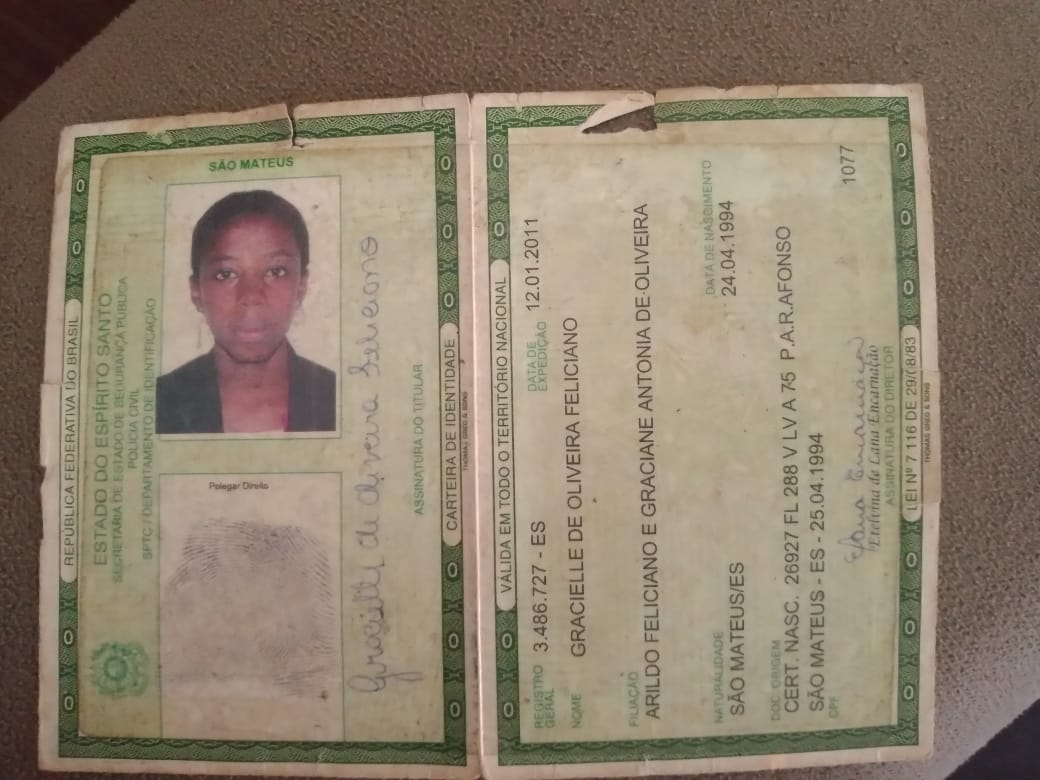 REPÚBLICA FEDERATIVA DO BRASIL
ESTADO DO ESPÍRITO SANTO
SECRETARIA DE ESTADO DE SEGURANÇA PÚBLICA
POLÍCIA CIVIL
SPTC / DEPARTAMENTO DE IDENTIFICAÇÃO
SÃO MATEUS
Polegar Direito
Gracielle de Oliveira Feliciano
ASSINATURA DO TITULAR
CARTEIRA DE IDENTIDADE
THOMAS GREG & SONS
VÁLIDA EM TODO O TERRITÓRIO NACIONAL
REGISTRO GERAL 3.486.727 - ES DATA DE EXPEDIÇÃO 12.01.2011
NOME GRACIELLE DE OLIVEIRA FELICIANO
FILIAÇÃO
ARILDO FELICIANO E GRACIANE ANTONIA DE OLIVEIRA
NATURALIDADE DATA DE NASCIMENTO
SÃO MATEUS/ES 24.04.1994
DOC. ORIGEM
CERT. NASC. 26927 FL 288 V LV A 75 P.A.R.AFONSO
SÃO MATEUS - ES - 25.04.1994
CPF
1077
Etelvina de Lana Encarnação
ASSINATURA DO DIRETOR
LEI Nº 7 116 DE 29/08/83
THOMAS GREG & SONS